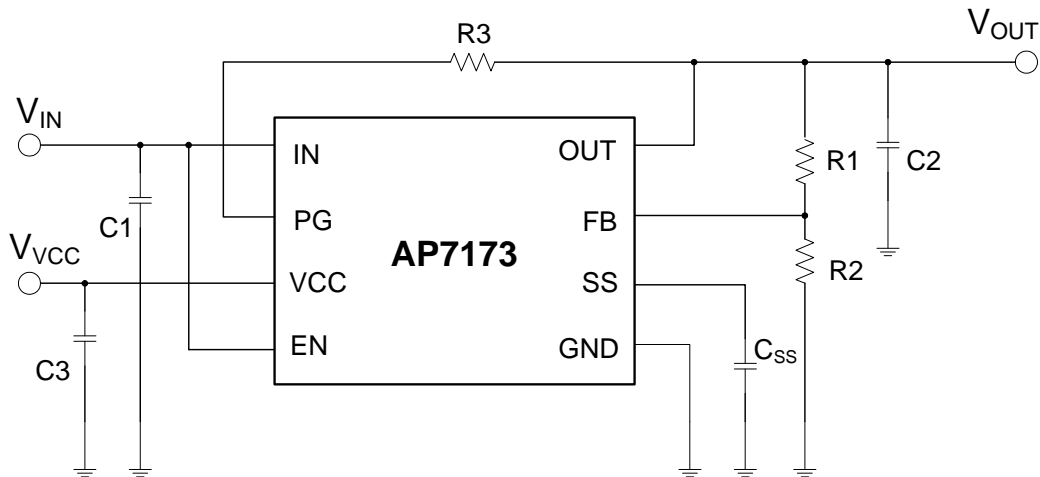 R3
VOUT
VIN
IN
OUT
R1
C2
C1
PG
FB
AP7173
VVCC
VCC
SS
R2
C3
EN
GND
CSS